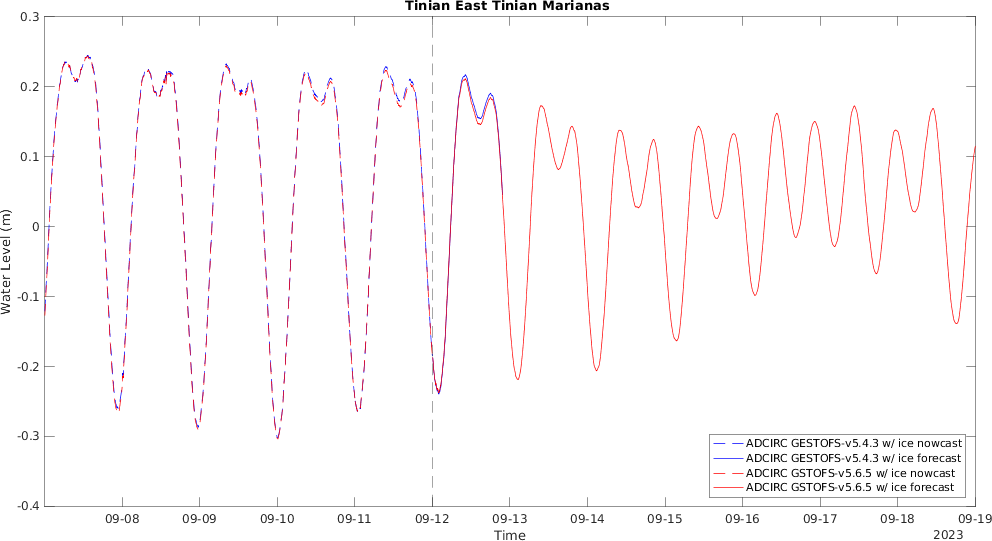 Tinian East Tinian Marianas
0.3
0.2
0.1
0
-0.1
-0.2
-0.3
-0.4
Water Level (m)
ADCIRC GESTOFS-v5.4.3 w/ ice nowcast
ADCIRC GESTOFS-v5.4.3 w/ ice forecast
ADCIRC GSTOFS-v5.6.5 w/ ice nowcast
ADCIRC GSTOFS-v5.6.5 w/ ice forecast
09-08 09-09 09-10 09-11 09-12 09-13 09-14 09-15 09-16 09-17 09-18 09-19
Time
2023